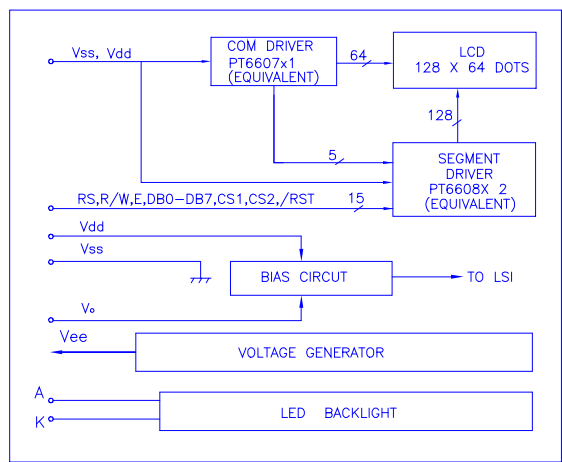 Vss, Vdd
COM DRIVER
PT6607x1
(EQUIVALENT)
64
LCD
128 X 64 DOTS
128
5
SEGMENT
DRIVER
PT6608X 2
(EQUIVALENT)
RS,R/W,E,DB0-DB7,CS1,CS2,/RST
15
Vdd
Vss
BIAS CIRCUT
TO LSI
Vo
Vee
VOLTAGE GENERATOR
A
K
LED BACKLIGHT